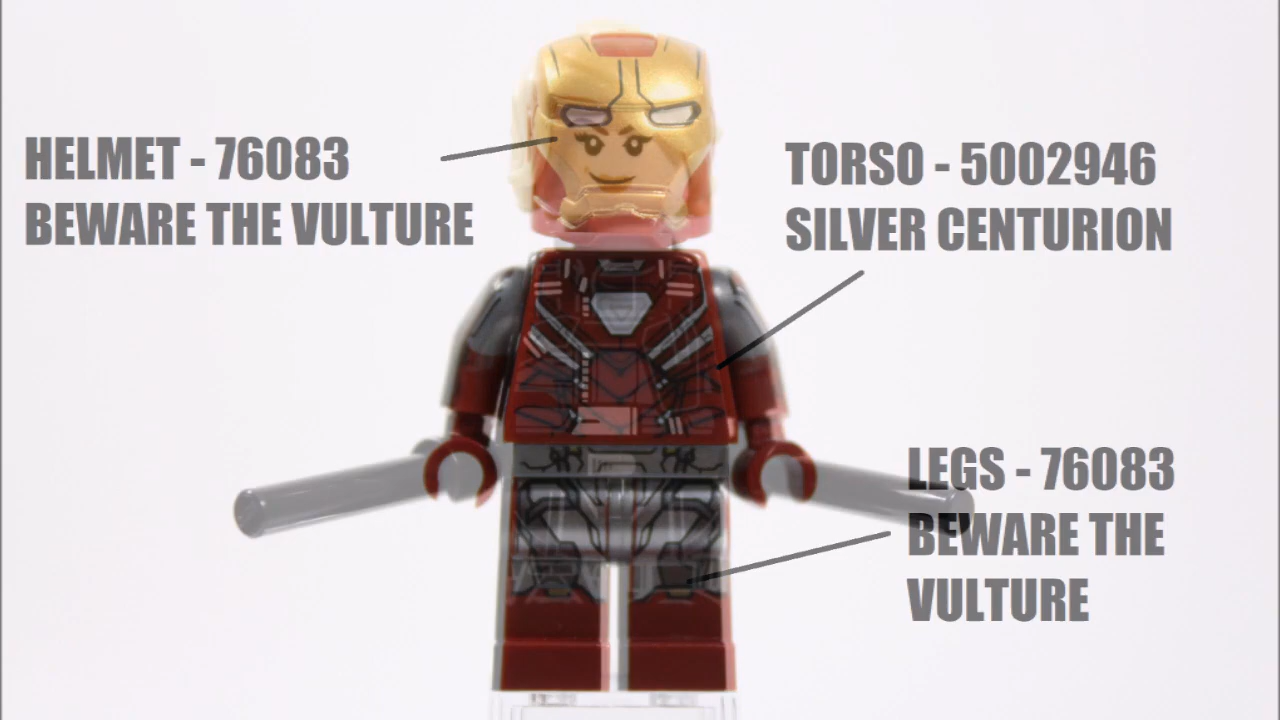 HELMET - 76083
BEWARE THE VULTURE
TORSO - 5002946
SILVER CENTURION
LEGS - 76083
BEWARE THE
VULTURE